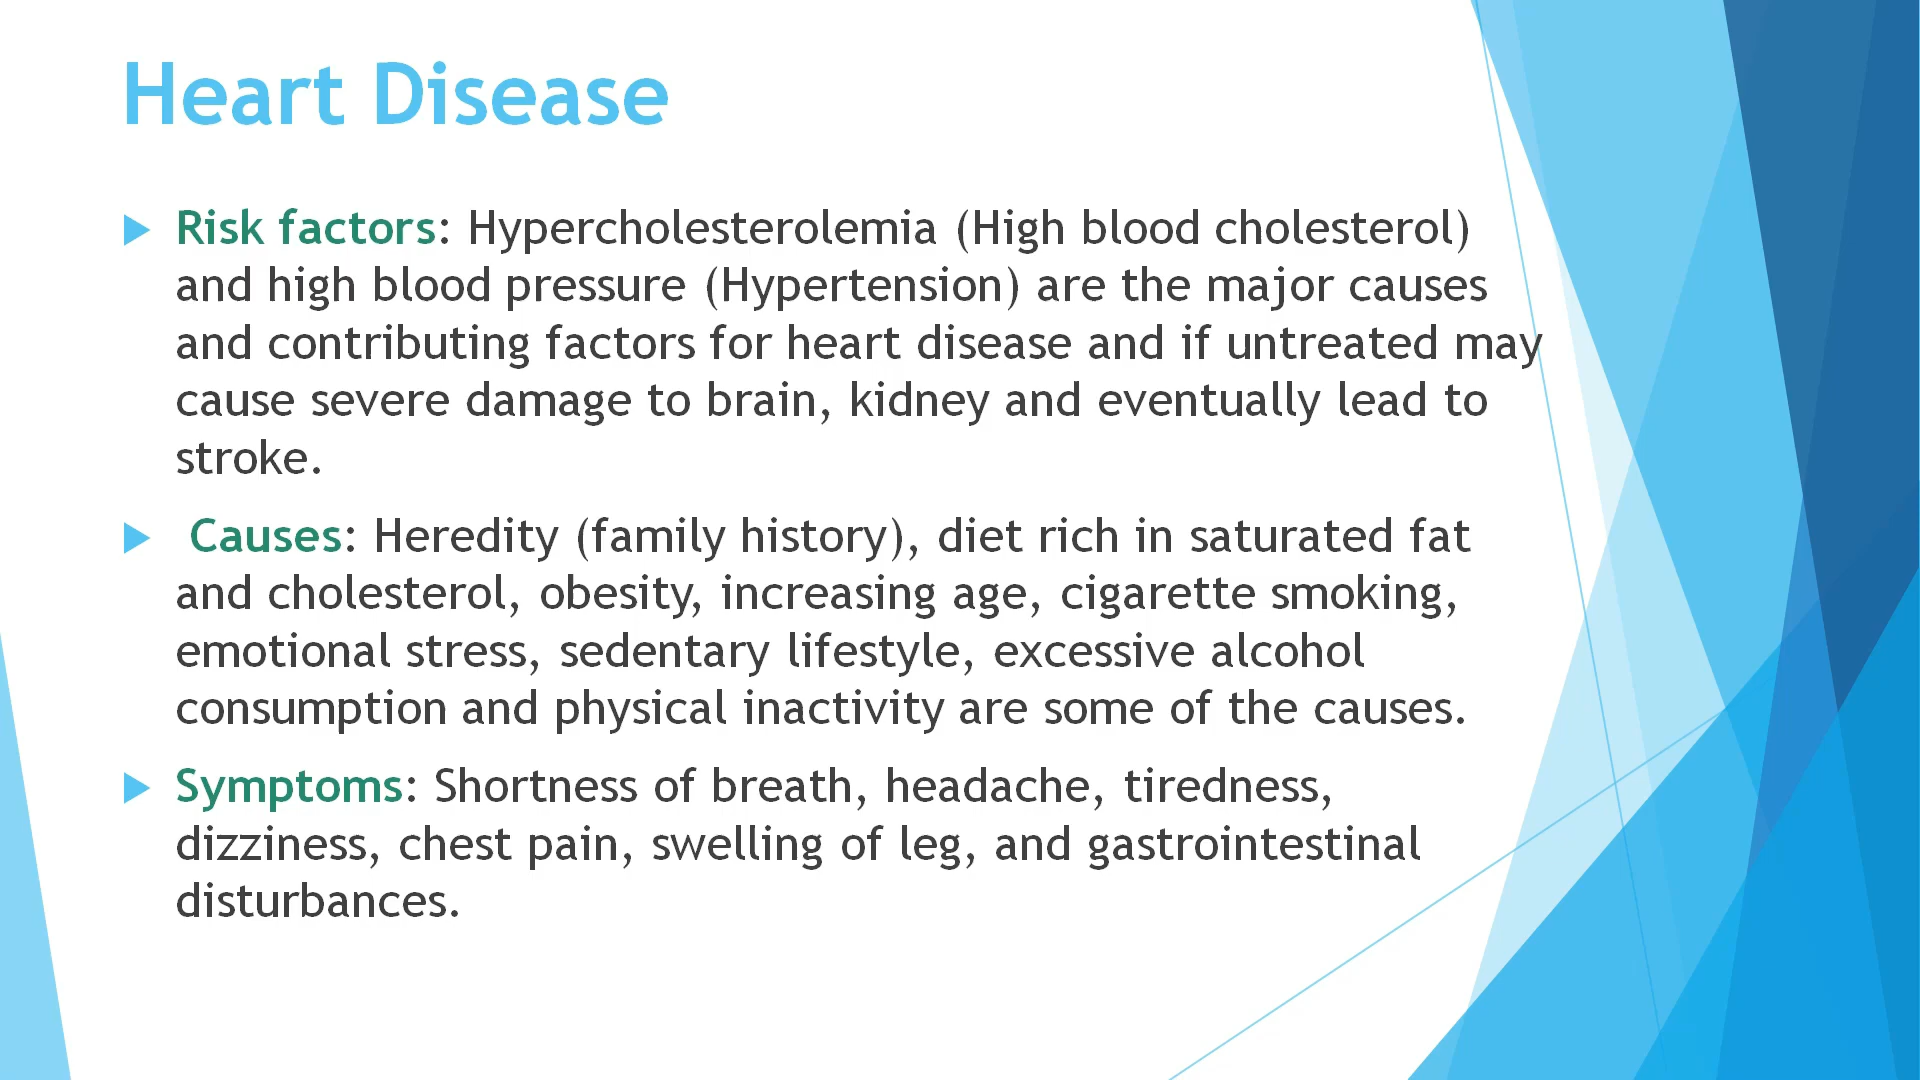 Heart Disease
Risk factors: Hypercholesterolemia (High blood cholesterol)
and high blood pressure (Hypertension) are the major causes
and contributing factors for heart disease and if untreated may
cause severe damage to brain, kidney and eventually lead to
stroke.
Causes: Heredity (family history), diet rich in saturated fat
and cholesterol, obesity, increasing age, cigarette smoking,
emotional stress, sedentary lifestyle, excessive alcohol
consumption and physical inactivity are some of the causes.
Symptoms: Shortness of breath, headache, tiredness,
dizziness, chest pain, swelling of leg, and gastrointestinal
disturbances.